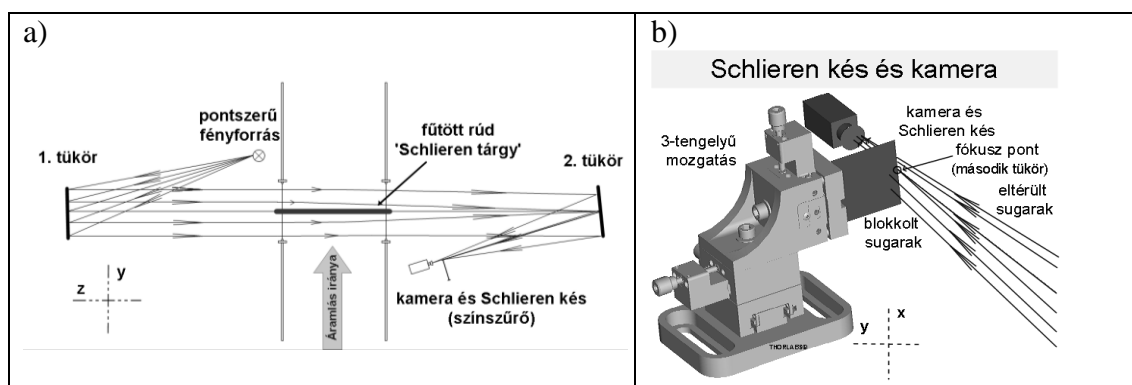 a)
pontszerű
fényforrás
fűtött rúd
'Schlieren tárgy'
1. tükör
2. tükör
y
z
Áramlás iránya
kamera és Schlieren kés
(színszűrő)
b)
Schlieren kés és kamera
3-tengelyű
mozgatás
kamera és
Schlieren kés
fókusz pont
(második tükör)
eltérült
sugarak
blokkolt
sugarak
x
y